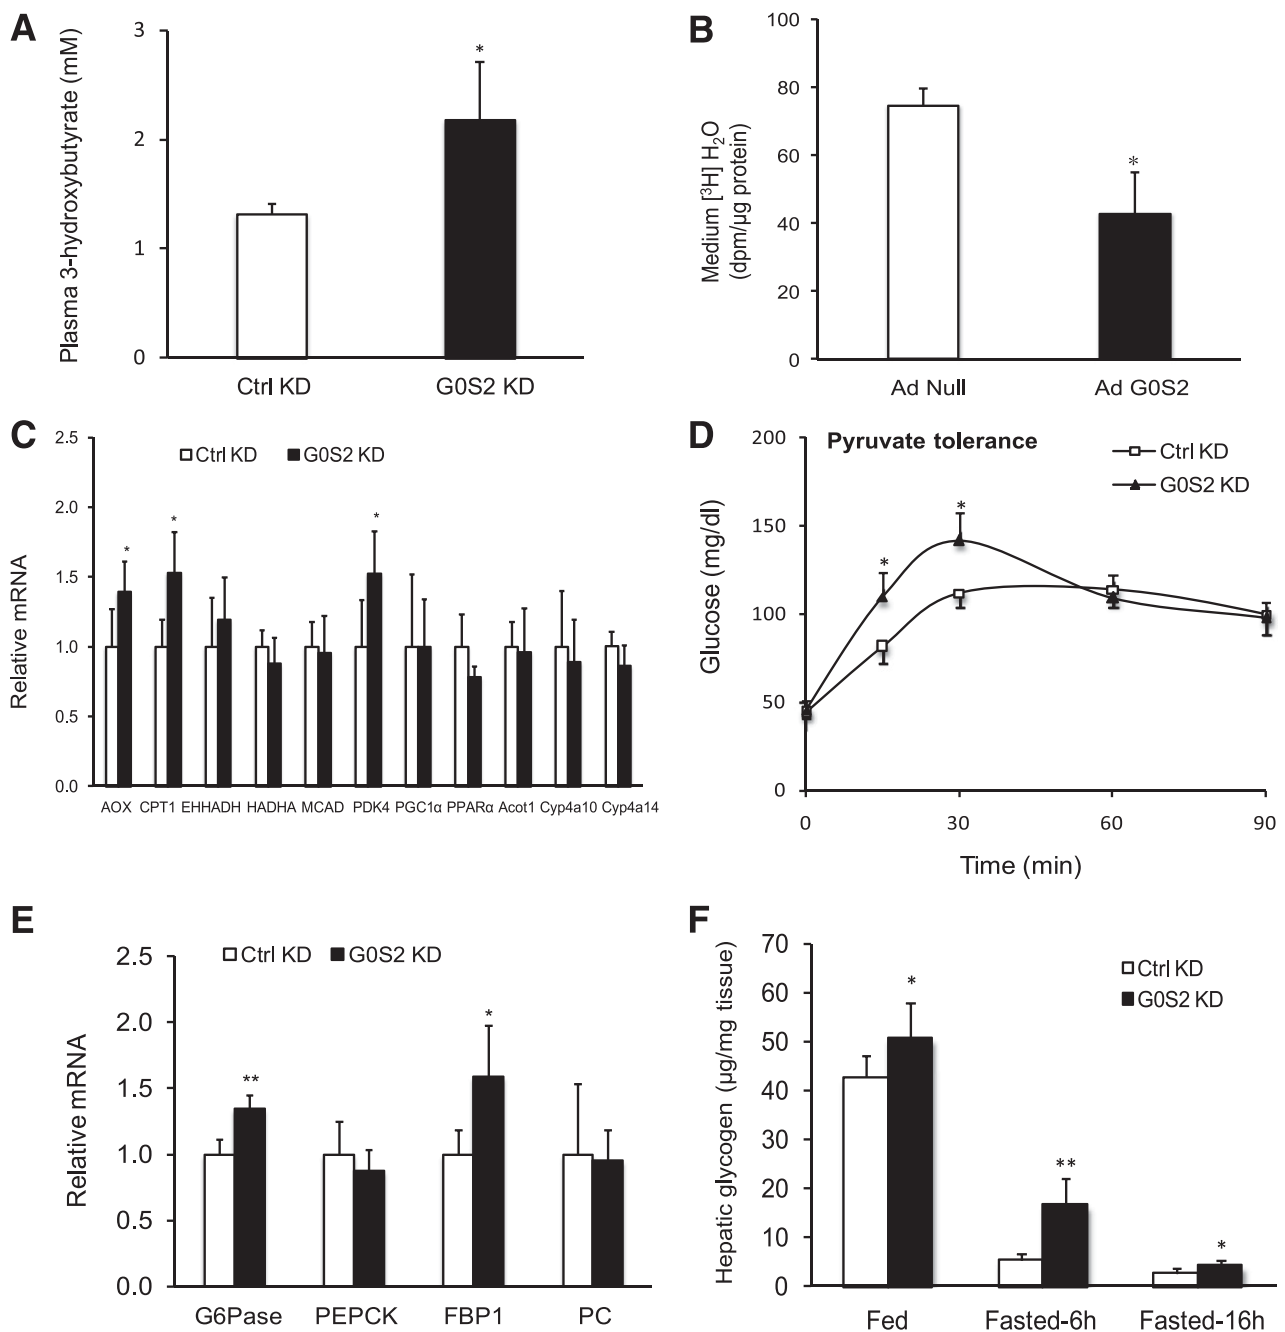 A
Plasma 3-hydroxybutyrate (mM)
3
2
1
0
*
Ctrl KD
G0S2 KD
B
Medium [³H] H₂O
(dpm/µg protein)
100
80
60
40
20
0
*
Ad Null
Ad G0S2
C
Relative mRNA
2.5
2.0
1.5
1.0
0.5
0.0
Ctrl KD
G0S2 KD
* * *
AOX CPT1 EHHADH HADHA MCAD PDK4 PGC1α PPARα Acot1 Cyp4a10 Cyp4a14
D
Pyruvate tolerance
Glucose (mg/dl)
200
150
100
50
0
Ctrl KD
G0S2 KD
*
*
0 30 60 90
Time (min)
E
Relative mRNA
2.5
2.0
1.5
1.0
0.5
0.0
Ctrl KD
G0S2 KD
** *
G6Pase PEPCK FBP1 PC
F
Hepatic glycogen (µg/mg tissue)
70
60
50
40
30
20
10
0
Ctrl KD
G0S2 KD
*
**
*
Fed Fasted-6h Fasted-16h